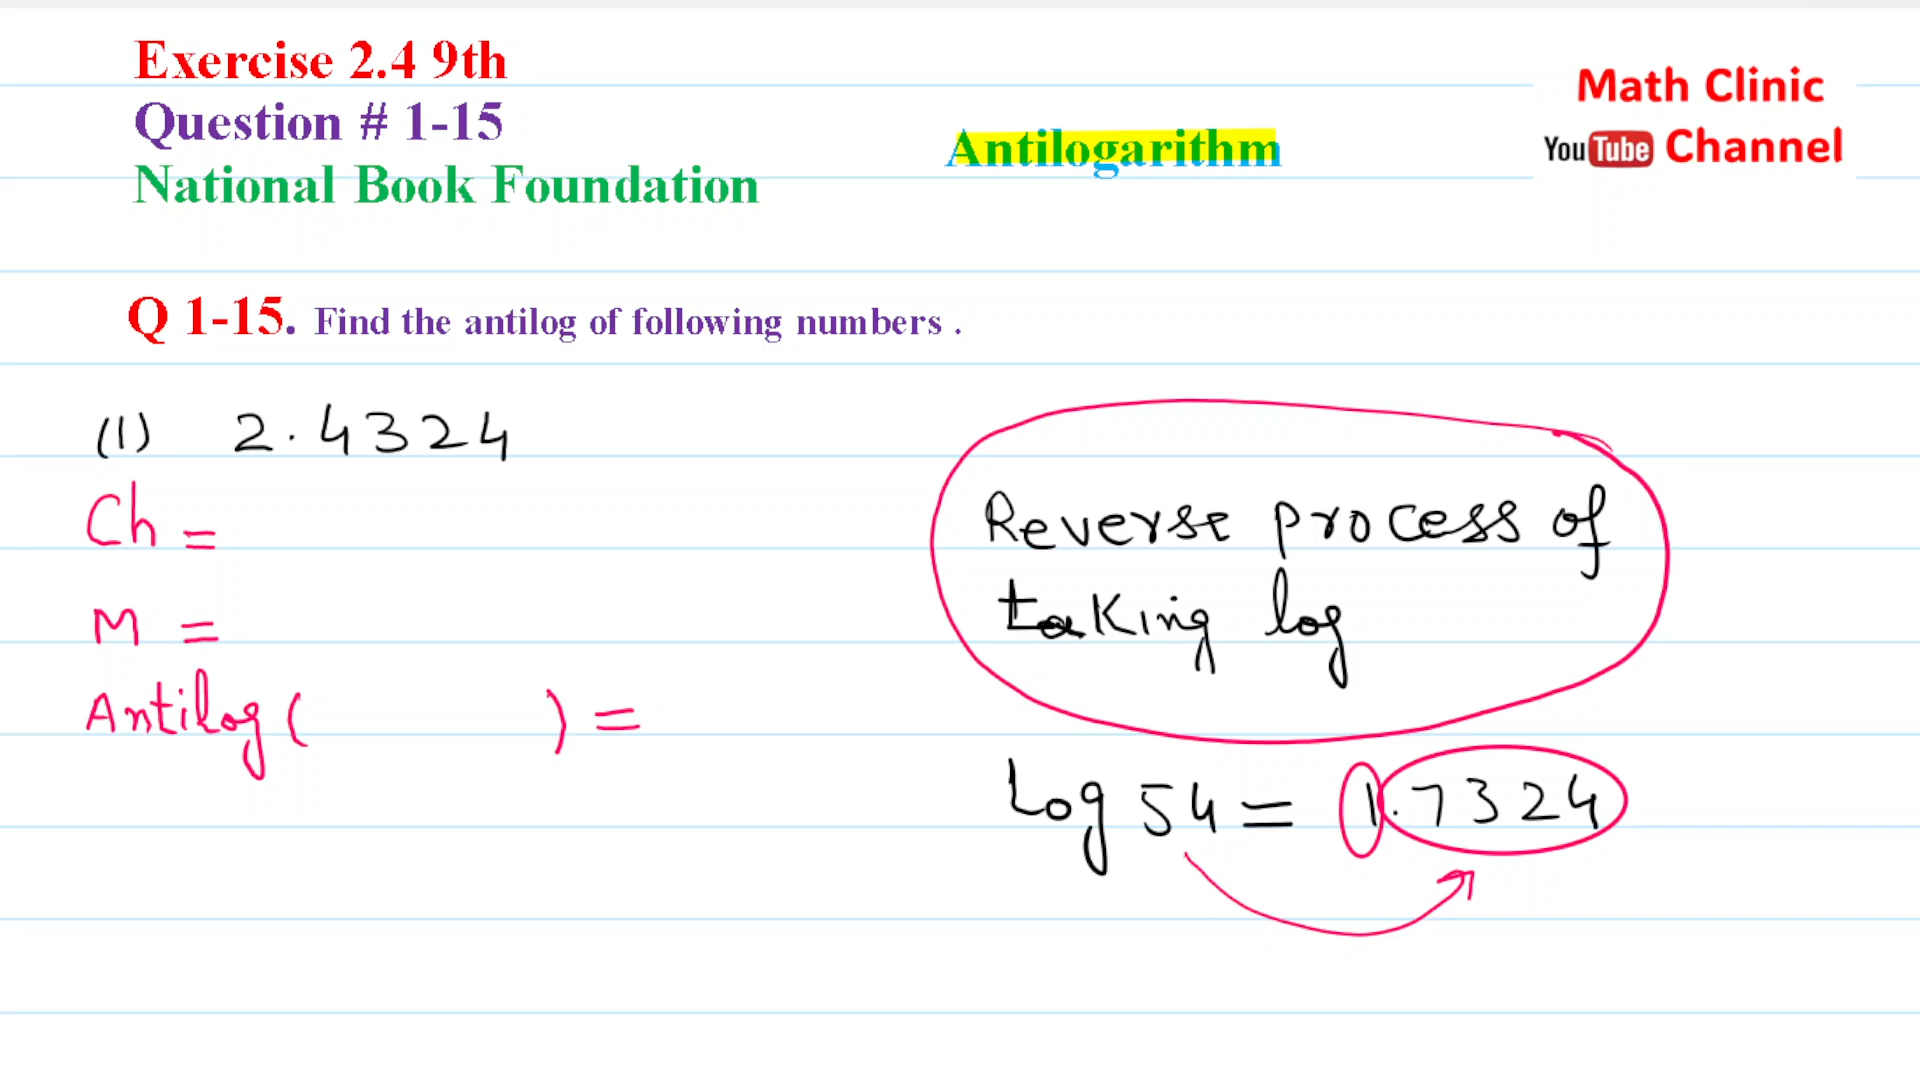 Exercise 2.4 9th
Question # 1-15
National Book Foundation
Antilogarithm
Math Clinic
YouTube Channel
Q 1-15. Find the antilog of following numbers .
(1) 2.4324
Ch =
M =
Antilog ( ) =
Reverse process of
taking log
Log 54 = 1.7324